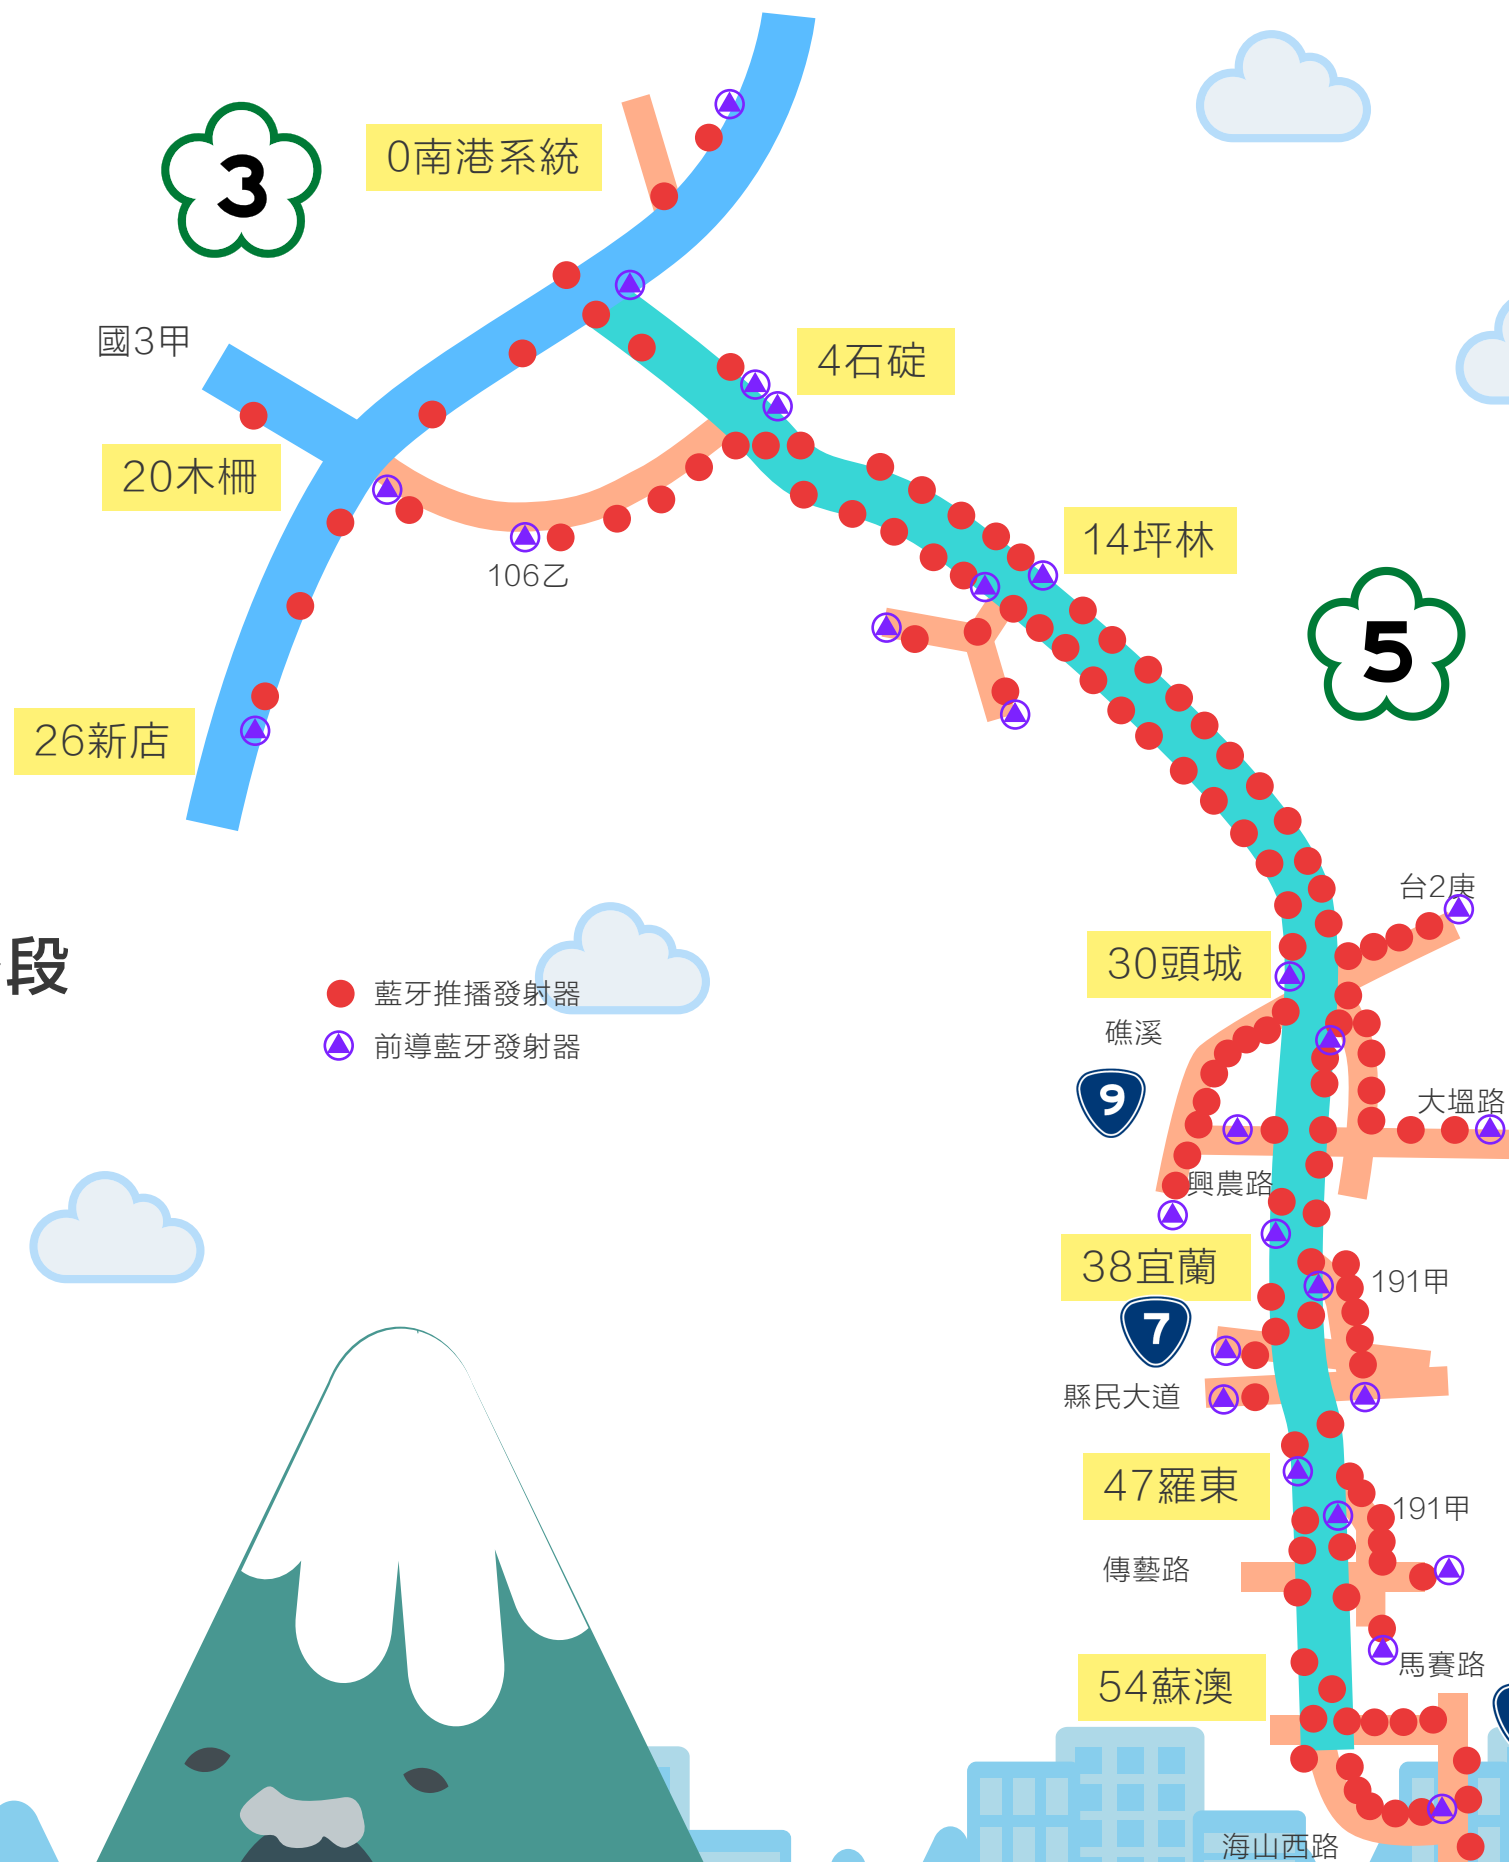 0南港系統
3
國3甲
4石碇
20木柵
14坪林
106乙
5
26新店
台2庚
段
30頭城
藍牙推播發射器
礁溪
前導藍牙發射器
9
大塭路
興農路
38宜蘭
191甲
7
縣民大道
47羅東
191甲
傳藝路
馬賽路
54蘇澳
海山西路